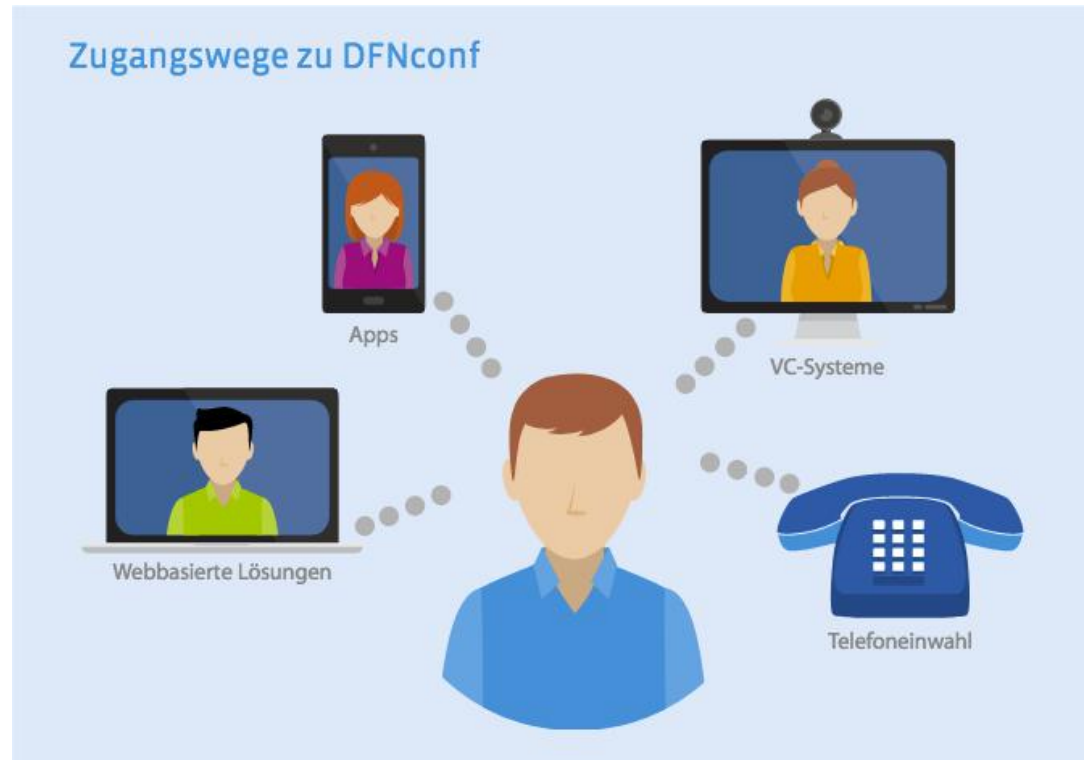 Zugangswege zu DFNconf
Apps
VC-Systeme
Webbasierte Lösungen
Telefoneinwahl